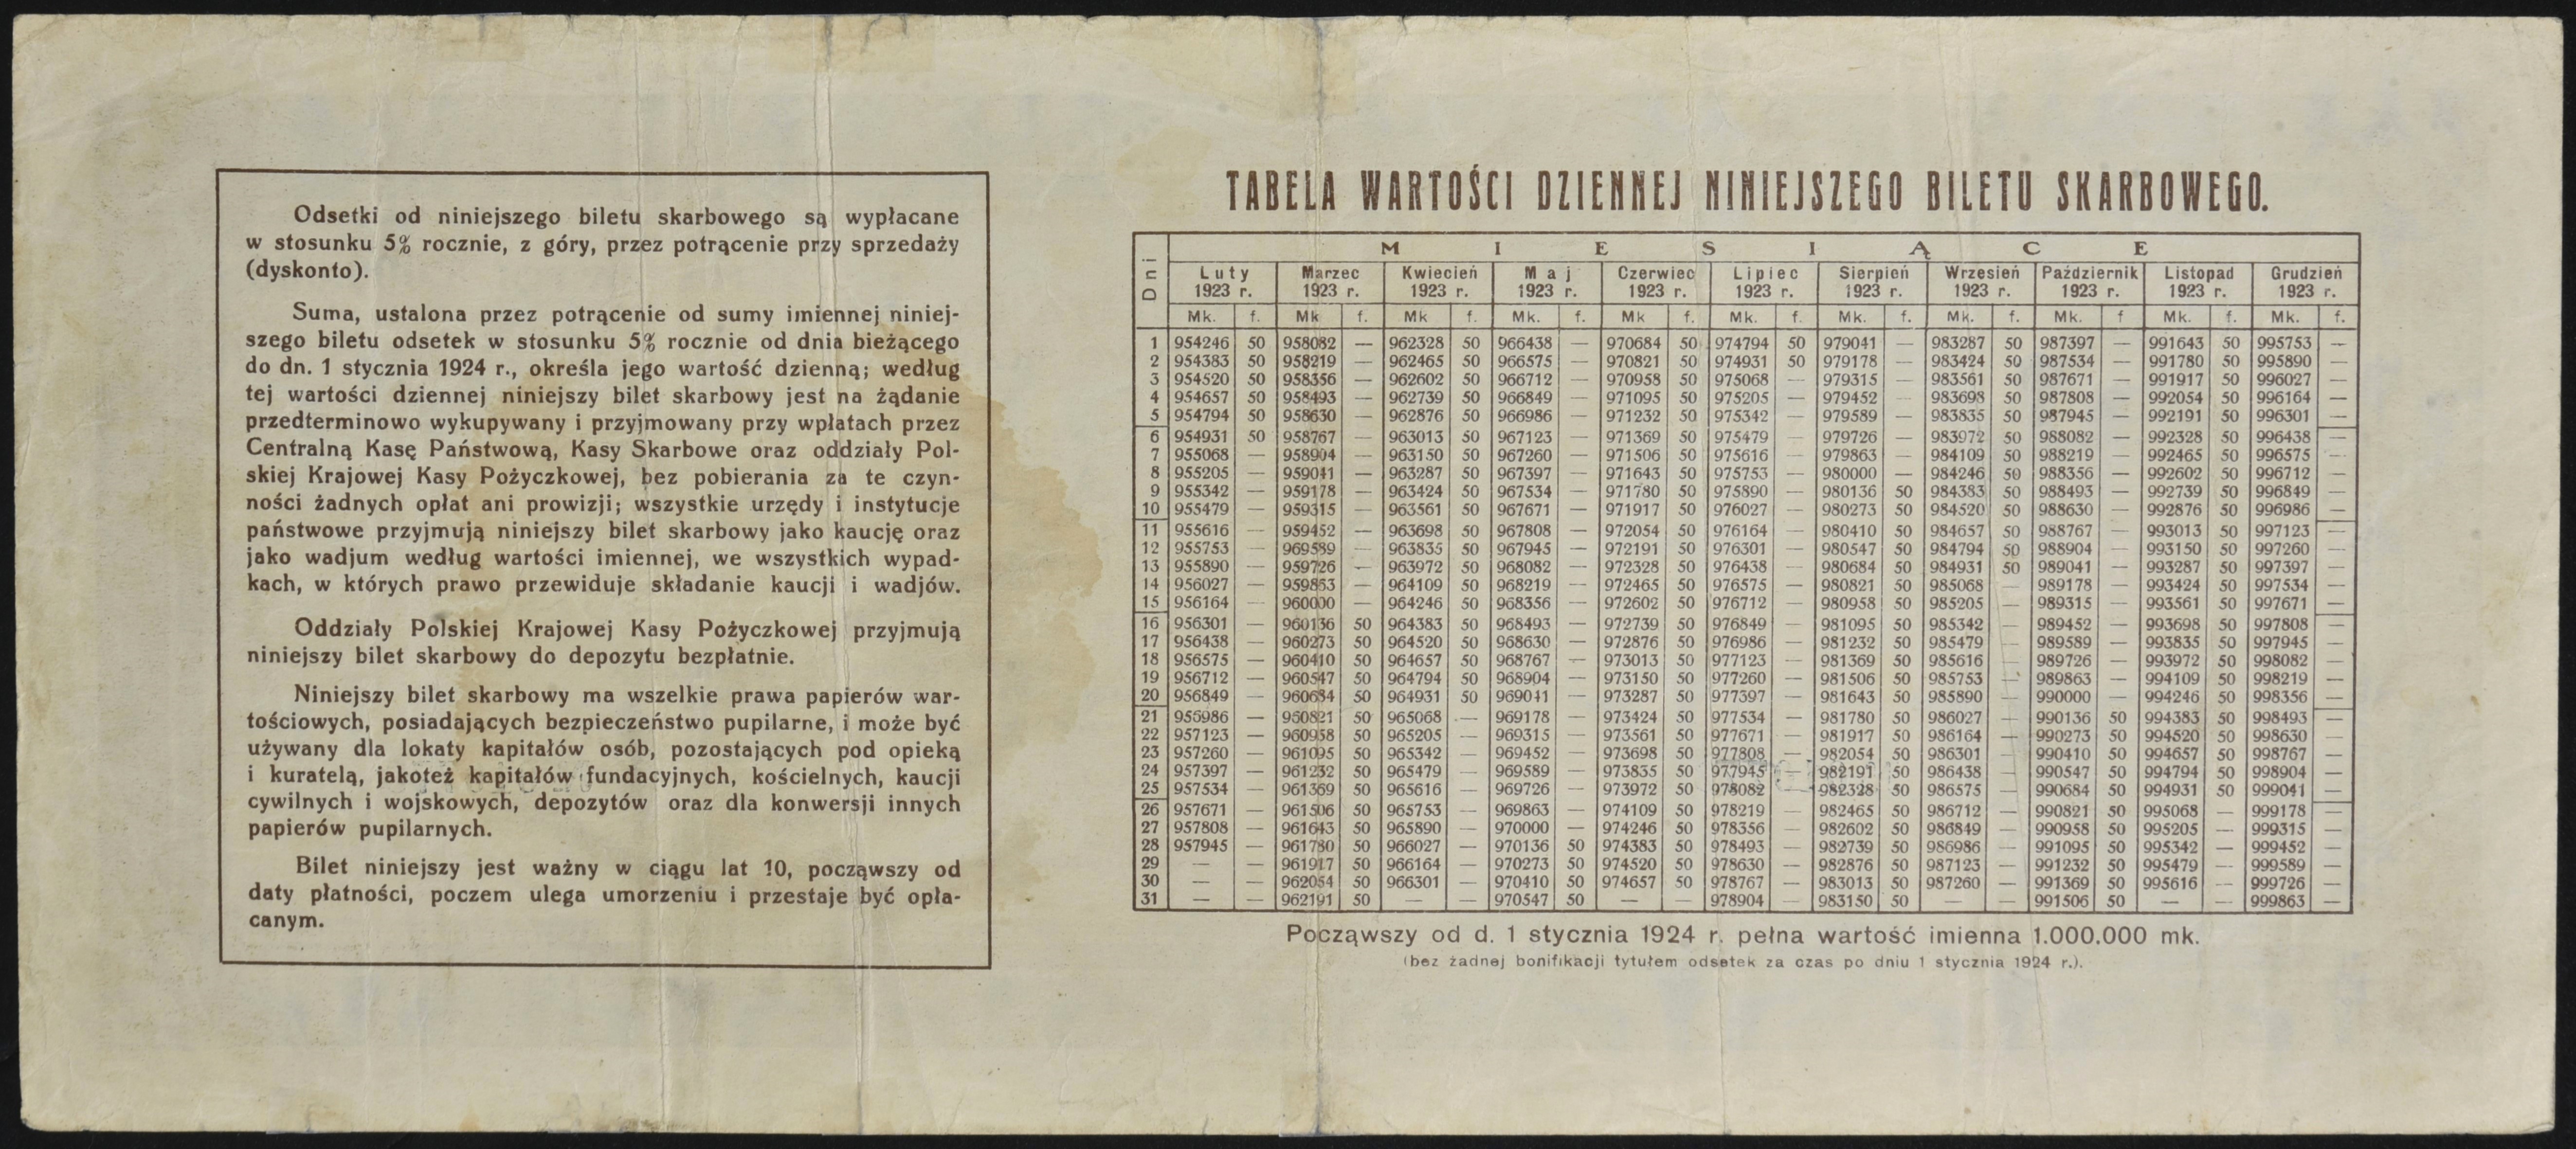 Odsetki od niniejszego biletu skarbowego są wypłacane
w stosunku 5% rocznie, z góry, przez potrącenie przy sprzedaży
(dyskonto).
Suma, ustalona przez potrącenie od sumy imiennej niniej-
szego biletu odsetek w stosunku 5% rocznie od dnia bieżącego
do dn. 1 stycznia 1924 r., określa jego wartość dzienną; według
tej wartości dziennej niniejszy bilet skarbowy jest na żądanie
przedterminowo wykupywany i przyjmowany przy wpłatach przez
Centralną Kasę Państwową, Kasy Skarbowe oraz oddziały Pol-
skiej Krajowej Kasy Pożyczkowej, bez pobierania za te czyn-
ności żadnych opłat ani prowizji; wszystkie urzędy i instytucje
państwowe przyjmują niniejszy bilet skarbowy jako kaucję oraz
jako wadjum według wartości imiennej, we wszystkich wypad-
kach, w których prawo przewiduje składanie kaucji i wadjów.
Oddziały Polskiej Krajowej Kasy Pożyczkowej przyjmują
niniejszy bilet skarbowy do depozytu bezpłatnie.
Niniejszy bilet skarbowy ma wszelkie prawa papierów war-
tościowych, posiadających bezpieczeństwo pupilarne, i może być
używany dla lokaty kapitałów osób, pozostających pod opieką
i kuratelą, jakoteż kapitałów fundacyjnych, kościelnych, kaucji
cywilnych i wojskowych, depozytów oraz dla konwersji innych
papierów pupilarnych.
Bilet niniejszy jest ważny w ciągu lat 10, począwszy od
daty płatności, poczem ulega umorzeniu i przestaje być opła-
canym.
TABELA WARTOŚCI DZIENNEJ NINIEJSZEGO BILETU SKARBOWEGO.
Dni MIESIĄCE
Luty Marzec Kwiecień Maj Czerwiec Lipiec Sierpień Wrzesień Październik Listopad Grudzień
1923 r. 1923 r. 1923 r. 1923 r. 1923 r. 1923 r. 1923 r. 1923 r. 1923 r. 1923 r. 1923 r.
Mk. f. Mk f. Mk f. Mk. f. Mk f. Mk. f. Mk. f. Mk. f. Mk. f Mk. f. Mk. f.
1 954246 50 958082 — 962328 50 966438 — 970684 50 974794 50 979041 — 983287 50 987397 — 991643 50 995753 —
2 954383 50 958219 — 962465 50 966575 — 970821 50 974931 50 979178 — 983424 50 987534 — 991780 50 995890 —
3 954520 50 958356 — 962602 50 966712 — 970958 50 975068 — 979315 — 983561 50 987671 — 991917 50 996027 —
4 954657 50 958493 — 962739 50 966849 — 971095 50 975205 — 979452 — 983698 50 987808 — 992054 50 996164 —
5 954794 50 958630 — 962876 50 966986 — 971232 50 975342 — 979589 — 983835 50 987945 — 992191 50 996301 —
6 954931 50 958767 — 963013 50 967123 — 971369 50 975479 — 979726 — 983972 50 988082 — 992328 50 996438 —
7 955068 — 958904 — 963150 50 967260 — 971506 50 975616 — 979863 — 984109 50 988219 — 992465 50 996575 —
8 955205 — 959041 — 963287 50 967397 — 971643 50 975753 — 980000 — 984246 50 988356 — 992602 50 996712 —
9 955342 — 959178 — 963424 50 967534 — 971780 50 975890 — 980136 50 984383 50 988493 — 992739 50 996849 —
10 955479 — 959315 — 963561 50 967671 — 971917 50 976027 — 980273 50 984520 50 988630 — 992876 50 996986 —
11 955616 — 959452 — 963698 50 967808 — 972054 50 976164 — 980410 50 984657 50 988767 — 993013 50 997123 —
12 955753 — 969589 — 963835 50 967945 — 972191 50 976301 — 980547 50 984794 50 988904 — 993150 50 997260 —
13 955890 — 959726 — 963972 50 968082 — 972328 50 976438 — 980684 50 984931 50 989041 — 993287 50 997397 —
14 956027 — 959863 — 964109 50 968219 — 972465 50 976575 — 980821 50 985068 — 989178 — 993424 50 997534 —
15 956164 — 960000 — 964246 50 968356 — 972602 50 976712 — 980958 50 985205 — 989315 — 993561 50 997671 —
16 956301 — 960136 50 964383 50 968493 — 972739 50 976849 — 981095 50 985342 — 989452 — 993698 50 997808 —
17 956438 — 960273 50 964520 50 968630 — 972876 50 976986 — 981232 50 985479 — 989589 — 993835 50 997945 —
18 956575 — 960410 50 964657 50 968767 — 973013 50 977123 — 981369 50 985616 — 989726 — 993972 50 998082 —
19 956712 — 960547 50 964794 50 968904 — 973150 50 977260 — 981506 50 985753 — 989863 — 994109 50 998219 —
20 956849 — 960684 50 964931 50 969041 — 973287 50 977397 — 981643 50 985890 — 990000 — 994246 50 998356 —
21 956986 — 960821 50 965068 — 969178 — 973424 50 977534 — 981780 50 986027 — 990136 50 994383 50 998493 —
22 957123 — 960958 50 965205 — 969315 — 973561 50 977671 — 981917 50 986164 — 990273 50 994520 50 998630 —
23 957260 — 961095 50 965342 — 969452 — 973698 50 977808 — 982054 50 986301 — 990410 50 994657 50 998767 —
24 957397 — 961232 50 965479 — 969589 — 973835 50 977945 — 982191 50 986438 — 990547 50 994794 50 998904 —
25 957534 — 961369 50 965616 — 969726 — 973972 50 978082 — 982328 50 986575 — 990684 50 994931 50 999041 —
26 957671 — 961506 50 965753 — 969863 — 974109 50 978219 — 982465 50 986712 — 990821 50 995068 — 999178 —
27 957808 — 961643 50 965890 — 970000 — 974246 50 978356 — 982602 50 986849 — 990958 50 995205 — 999315 —
28 957945 — 961780 50 966027 — 970136 50 974383 50 978493 — 982739 50 986986 — 991095 50 995342 — 999452 —
29 — — 961917 50 966164 — 970273 50 974520 50 978630 — 982876 50 987123 — 991232 50 995479 — 999589 —
30 — — 962054 50 966301 — 970410 50 974657 50 978767 — 983013 50 987260 — 991369 50 995616 — 999726 —
31 — — 962191 50 — — 970547 50 — — 978904 — 983150 50 — — 991506 50 — — 999863 —
Począwszy od d. 1 stycznia 1924 r. pełna wartość imienna 1.000.000 mk.
(bez żadnej bonifikacji tytułem odsetek za czas po dniu 1 stycznia 1924 r.).